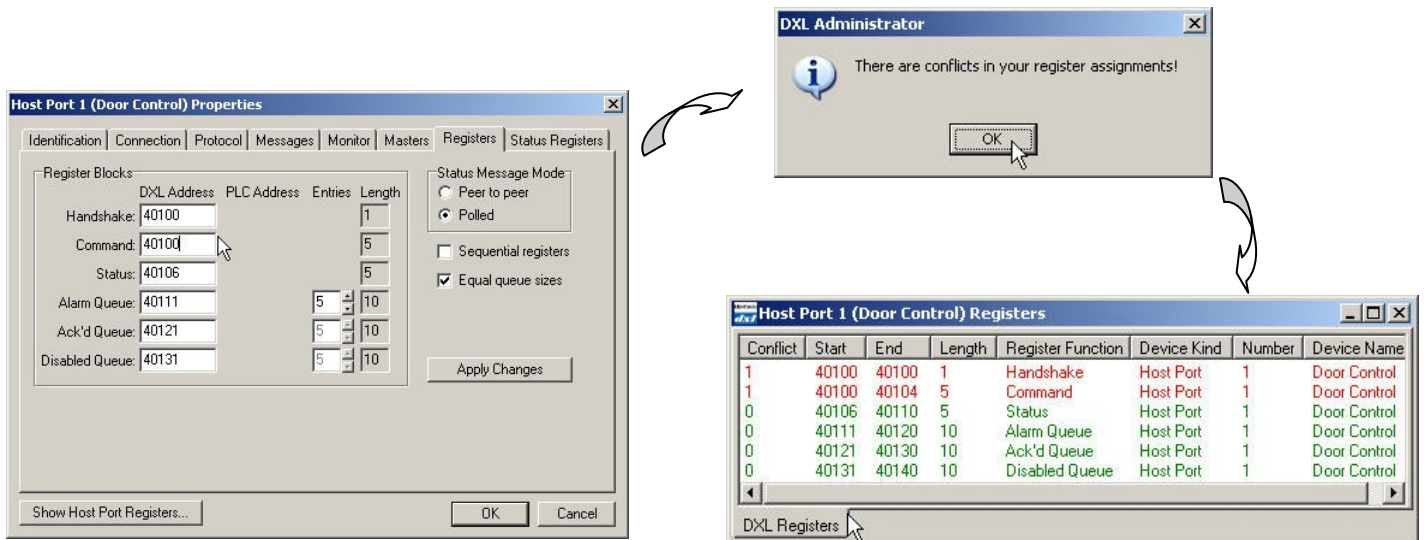 Host Port 1 (Door Control) Properties
Identification Connection Protocol Messages Monitor Masters Registers Status Registers
Register Blocks
DXL Address PLC Address Entries Length
Handshake: 40100 1
Command: 40100 5
Status: 40106 5
Alarm Queue: 40111 5 10
Ack'd Queue: 40121 5 10
Disabled Queue: 40131 5 10
Status Message Mode
Peer to peer
Polled
Sequential registers
Equal queue sizes
Apply Changes
Show Host Port Registers... OK Cancel
DXL Administrator
There are conflicts in your register assignments!
OK
Host Port 1 (Door Control) Registers
Conflict Start End Length Register Function Device Kind Number Device Name
1 40100 40100 1 Handshake Host Port 1 Door Control
1 40100 40104 5 Command Host Port 1 Door Control
0 40106 40110 5 Status Host Port 1 Door Control
0 40111 40120 10 Alarm Queue Host Port 1 Door Control
0 40121 40130 10 Ack'd Queue Host Port 1 Door Control
0 40131 40140 10 Disabled Queue Host Port 1 Door Control
DXL Registers